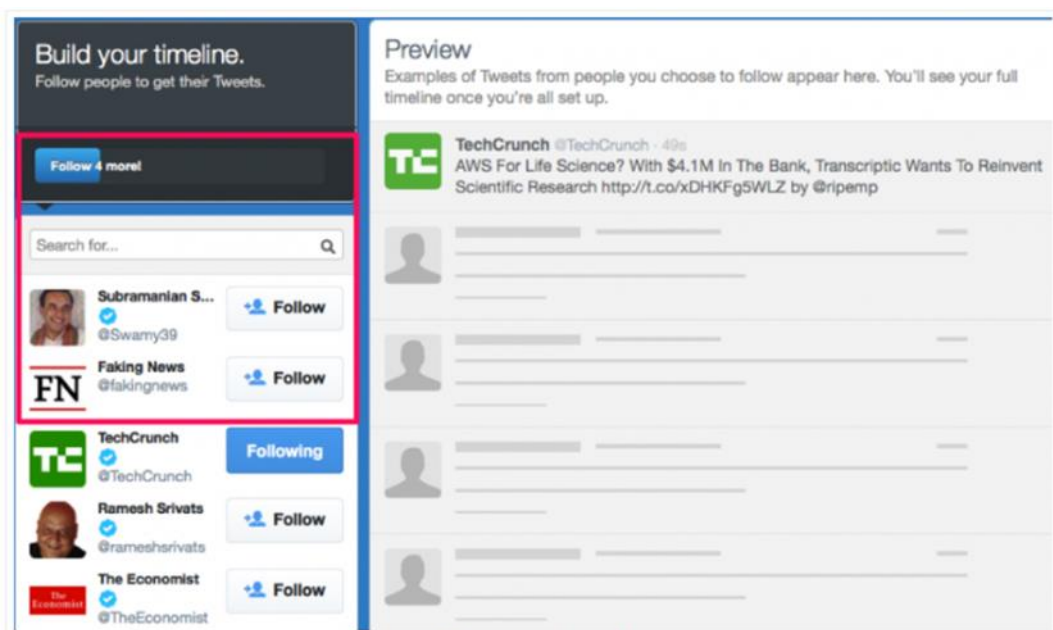 Build your timeline.
Follow people to get their Tweets.
Follow 4 more!
Search for...
Subramanian S...
@Swamy39
Follow
FN
Faking News
@fakingnews
Follow
TC
TechCrunch
@TechCrunch
Following
Ramesh Srivats
@rameshsrivats
Follow
The
Economist
The Economist
@TheEconomist
Follow
Preview
Examples of Tweets from people you choose to follow appear here. You'll see your full
timeline once you're all set up.
TC
TechCrunch @TechCrunch · 49s
AWS For Life Science? With $4.1M In The Bank, Transcriptic Wants To Reinvent
Scientific Research http://t.co/xDHKFg5WLZ by @ripemp